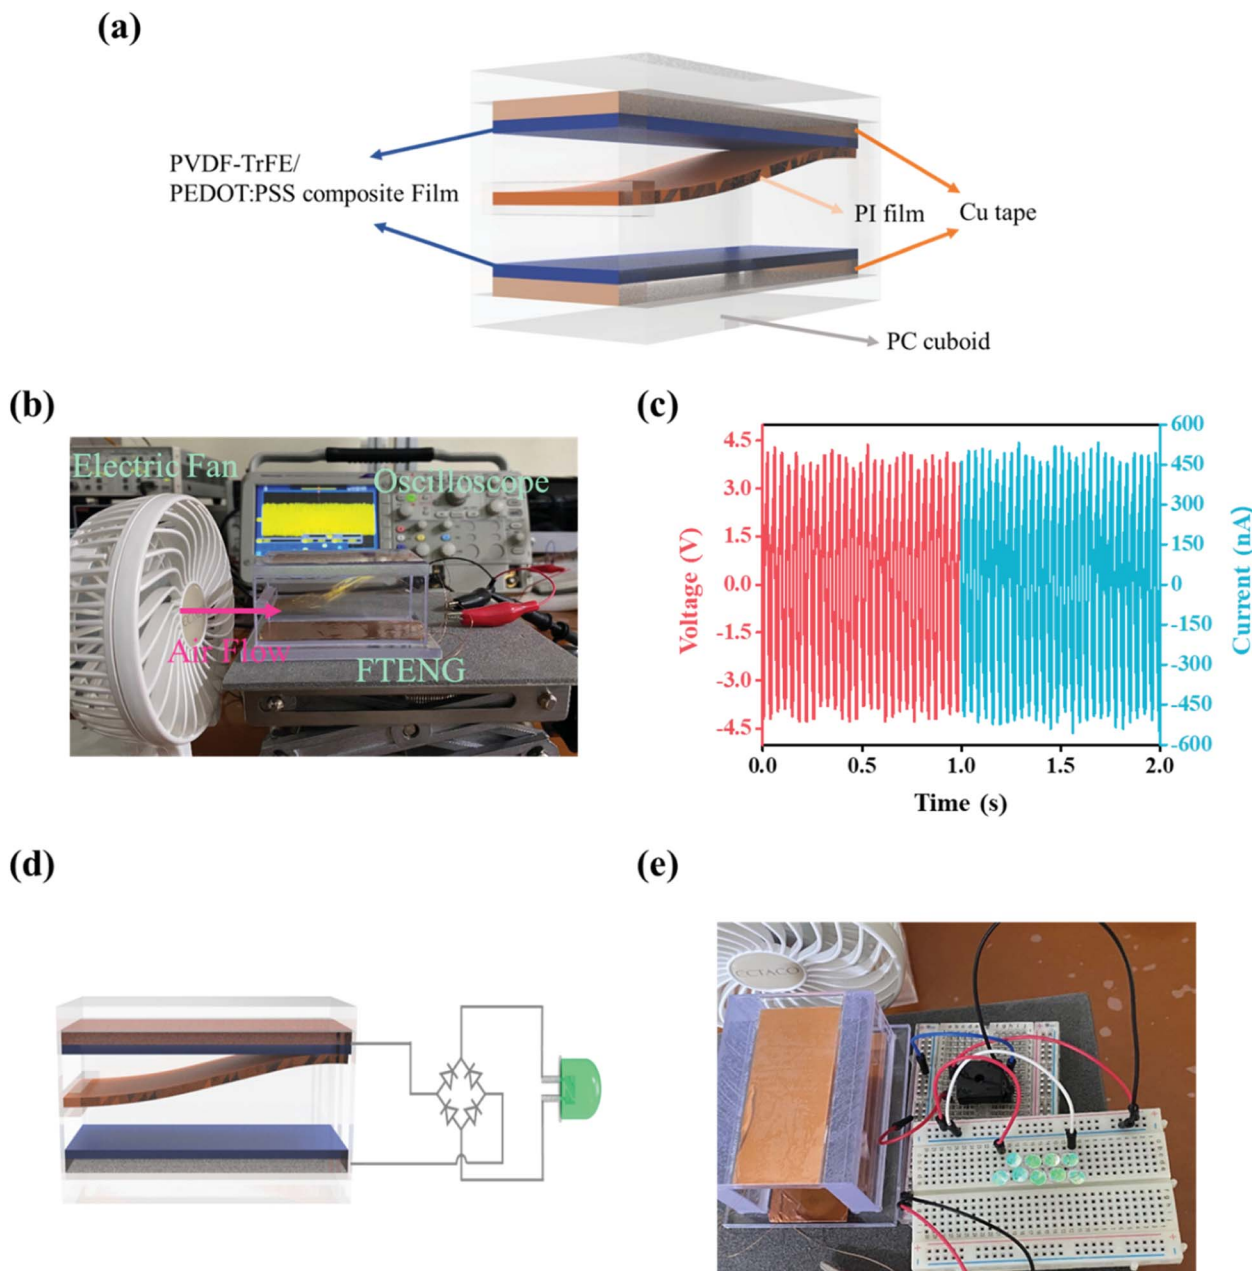 (a)
PVDF-TrFE/
PEDOT:PSS composite Film
PI film
Cu tape
PC cuboid
(b)
Electric Fan
Oscilloscope
Air Flow
FTENG
(c)
Voltage (V)
4.5
3.0
1.5
0.0
-1.5
-3.0
-4.5
600
450
300
150
0
-150
-300
-450
-600
Current (nA)
0.0
0.5
1.0
1.5
2.0
Time (s)
(d)
(e)
CCTACO